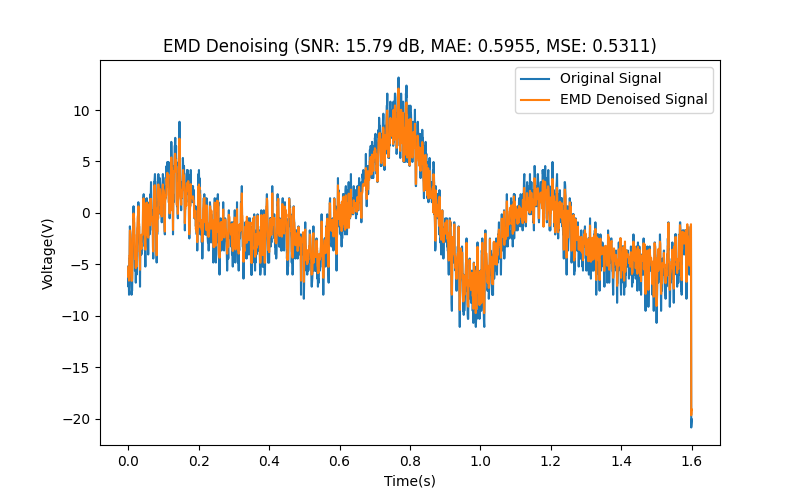 EMD Denoising (SNR: 15.79 dB, MAE: 0.5955, MSE: 0.5311)
Original Signal
EMD Denoised Signal
10
5
0
−5
−10
−15
−20
Voltage(V)
0.0 0.2 0.4 0.6 0.8 1.0 1.2 1.4 1.6
Time(s)